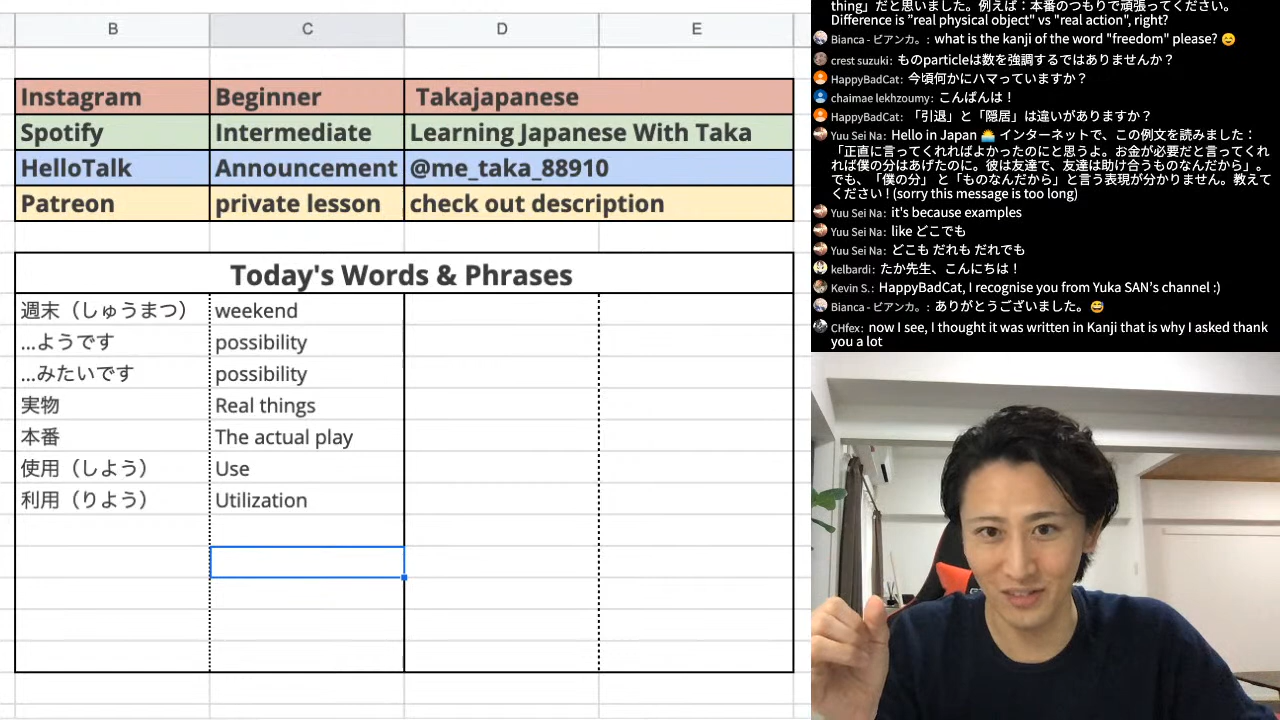 B C D E
Instagram Beginner Takajapanese
Spotify Intermediate Learning Japanese With Taka
HelloTalk Announcement @me_taka_88910
Patreon private lesson check out description
Today's Words & Phrases
週末（しゅうまつ） weekend
...ようです possibility
...みたいです possibility
実物 Real things
本番 The actual play
使用（しよう） Use
利用（りよう） Utilization
thing」だと思いました。例えば：本番のつもりで頑張ってください。
Difference is ”real physical object" vs "real action", right?
Bianca - ビアンカ。: what is the kanji of the word "freedom" please? 😊
crest suzuki: ものparticleは数を強調するではありませんか？
HappyBadCat: 今頃何かにハマっていますか？
chaimae lekhzoumy: こんばんは！
HappyBadCat: 「引退」と「隠居」は違いがありますか？
Yuu Sei Na: Hello in Japan 🌅 インターネットで、この例文を読みました：
「正直に言ってくれればよかったのにと思うよ。お金が必要だと言ってくれ
れば僕の分はあげたのに。彼は友達で、友達は助け合うものなんだから」。
でも、「僕の分」 と「ものなんだから」と言う表現が分かりません。教えて
ください！(sorry this message is too long)
Yuu Sei Na: it's because examples
Yuu Sei Na: like どこでも
Yuu Sei Na: どこも だれも だれでも
kelbardi: たか先生、こんにちは！
Kevin S.: HappyBadCat, I recognise you from Yuka SAN’s channel :)
Bianca - ビアンカ。: ありがとうございました。😅
CHfex: now I see, I thought it was written in Kanji that is why I asked thank
you a lot